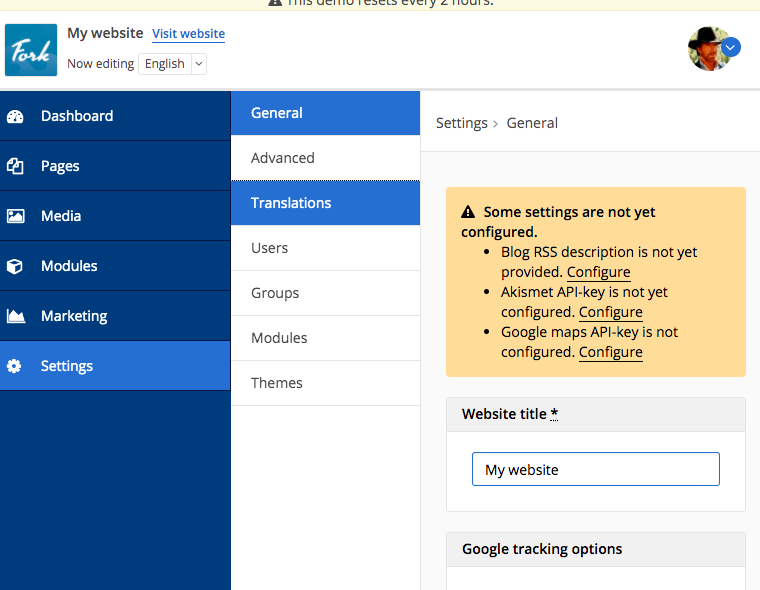 This demo resets every 2 hours.
Fork
My website Visit website
Now editing English
Dashboard
Pages
Media
Modules
Marketing
Settings
General
Advanced
Translations
Users
Groups
Modules
Themes
Settings › General
Some settings are not yet
configured.
• Blog RSS description is not yet
provided. Configure
• Akismet API-key is not yet
configured. Configure
• Google maps API-key is not
configured. Configure
Website title *
My website
Google tracking options